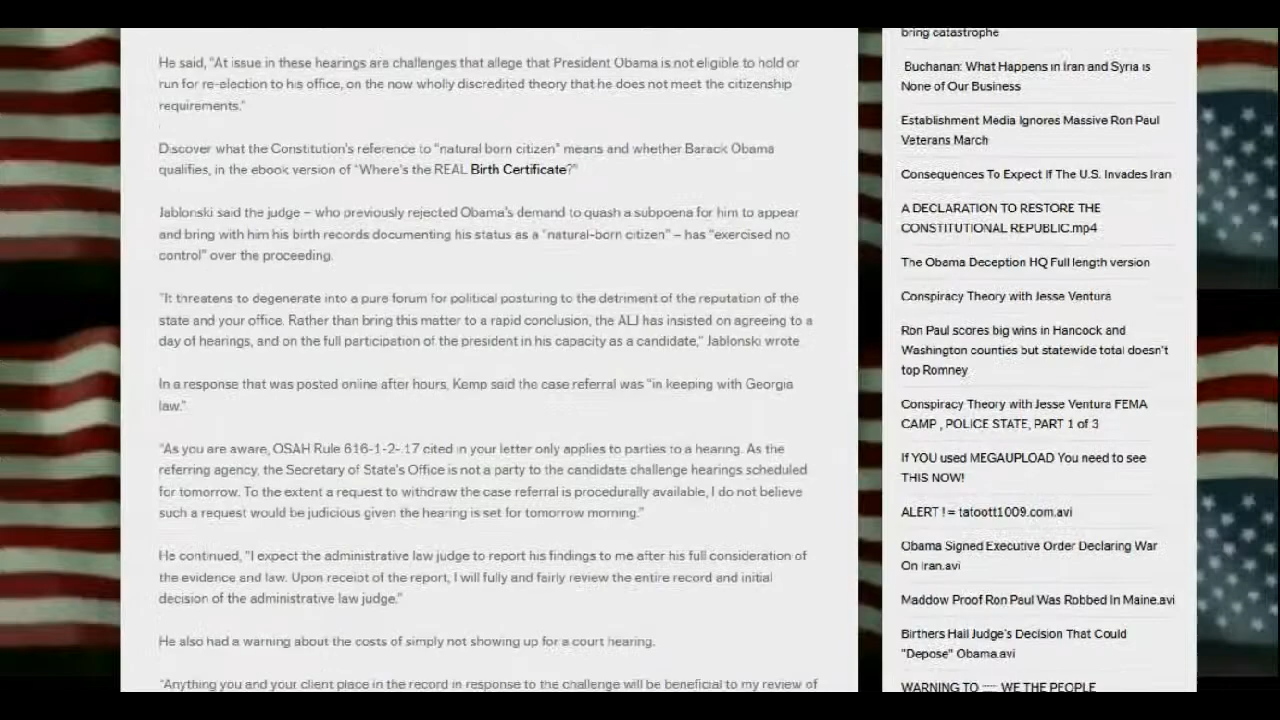 He said, "At issue in these hearings are challenges that allege that President Obama is not eligible to hold or
run for re-election to his office, on the now wholly discredited theory that he does not meet the citizenship
requirements."
Discover what the Constitution's reference to "natural born citizen" means and whether Barack Obama
qualifies, in the ebook version of "Where's the REAL Birth Certificate?"
Jablonski said the judge – who previously rejected Obama's demand to quash a subpoena for him to appear
and bring with him his birth records documenting his status as a "natural-born citizen" – has "exercised no
control" over the proceeding.
"It threatens to degenerate into a pure forum for political posturing to the detriment of the reputation of the
state and your office. Rather than bring this matter to a rapid conclusion, the ALJ has insisted on agreeing to a
day of hearings, and on the full participation of the president in his capacity as a candidate," Jablonski wrote
In a response that was posted online after hours, Kemp said the case referral was "in keeping with Georgia
law."
"As you are aware, OSAH Rule 616-1-2-.17 cited in your letter only applies to parties to a hearing. As the
referring agency, the Secretary of State's Office is not a party to the candidate challenge hearings scheduled
for tomorrow. To the extent a request to withdraw the case referral is procedurally available, I do not believe
such a request would be judicious given the hearing is set for tomorrow morning."
He continued, "I expect the administrative law judge to report his findings to me after his full consideration of
the evidence and law. Upon receipt of the report, I will fully and fairly review the entire record and initial
decision of the administrative law judge."
He also had a warning about the costs of simply not showing up for a court hearing.
"Anything you and your client place in the record in response to the challenge will be beneficial to my review of
bring catastrophe
Buchanan: What Happens in Iran and Syria is
None of Our Business
Establishment Media Ignores Massive Ron Paul
Veterans March
Consequences To Expect If The U.S. Invades Iran
A DECLARATION TO RESTORE THE
CONSTITUTIONAL REPUBLIC.mp4
The Obama Deception HQ Full length version
Conspiracy Theory with Jesse Ventura
Ron Paul scores big wins in Hancock and
Washington counties but statewide total doesn't
top Romney
Conspiracy Theory with Jesse Ventura FEMA
CAMP , POLICE STATE, PART 1 of 3
If YOU used MEGAUPLOAD You need to see
THIS NOW!
ALERT ! = tatoott1009.com.avi
Obama Signed Executive Order Declaring War
On Iran.avi
Maddow Proof Ron Paul Was Robbed In Maine.avi
Birthers Hail Judge's Decision That Could
"Depose" Obama.avi
WARNING TO ::::: WE THE PEOPLE